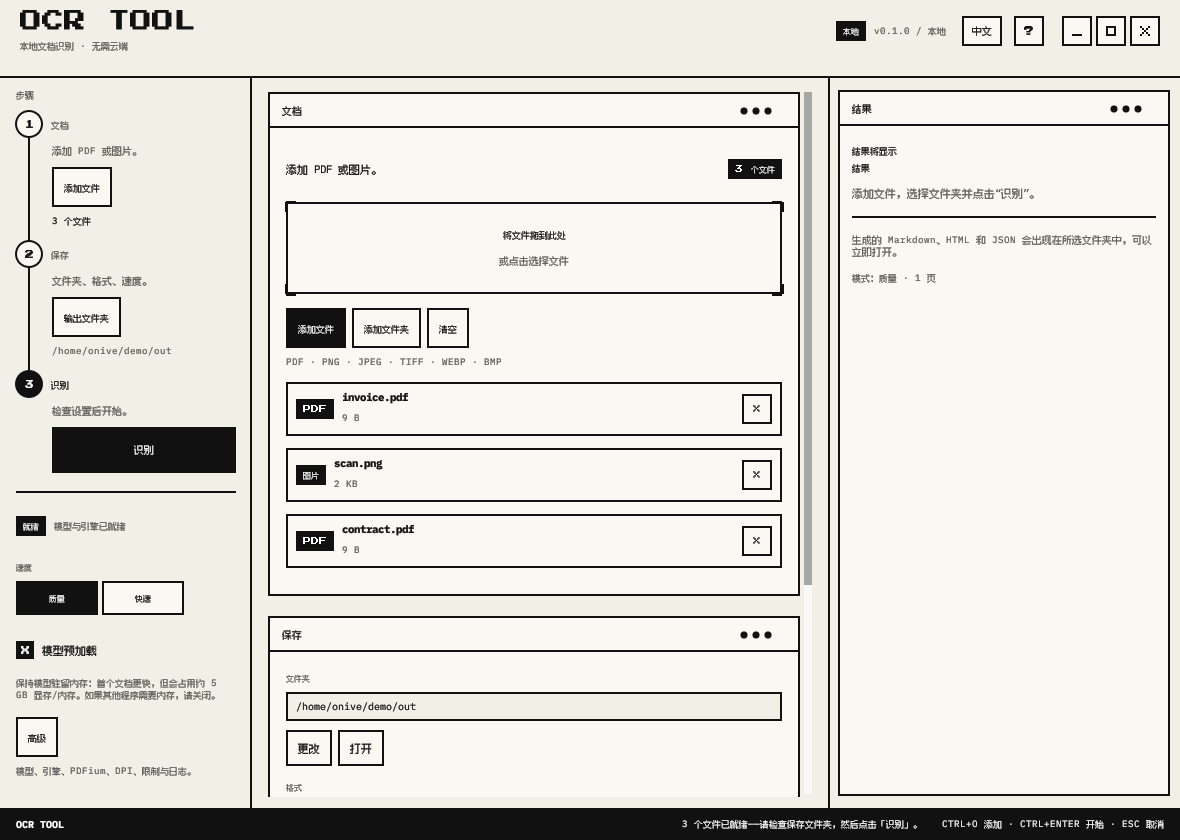 OCR TOOL
本地文档识别 · 无需云端
本地
v0.1.0 / 本地
中文
?
步骤
1
文档
添加 PDF 或图片。
添加文件
3 个文件
2
保存
文件夹、格式、速度。
输出文件夹
/home/onive/demo/out
3
识别
检查设置后开始。
识别
就绪
模型与引擎已就绪
速度
质量
快速
模型预加载
保持模型驻留内存：首个文档更快，但会占用约 5
GB 显存/内存。如果其他程序需要内存，请关闭。
高级
模型、引擎、PDFium、DPI、限制与日志。
文档
添加 PDF 或图片。
3 个文件
将文件拖到此处
或点击选择文件
添加文件
添加文件夹
清空
PDF · PNG · JPEG · TIFF · WEBP · BMP
PDF
invoice.pdf
9 B
图片
scan.png
2 KB
PDF
contract.pdf
9 B
保存
文件夹
/home/onive/demo/out
更改
打开
格式
结果
结果将显示
结果
添加文件，选择文件夹并点击“识别”。
生成的 Markdown、HTML 和 JSON 会出现在所选文件夹中，可以
立即打开。
模式：质量 · 1 页
OCR TOOL
3 个文件已就绪——请检查保存文件夹，然后点击「识别」。
CTRL+O 添加 · CTRL+ENTER 开始 · ESC 取消